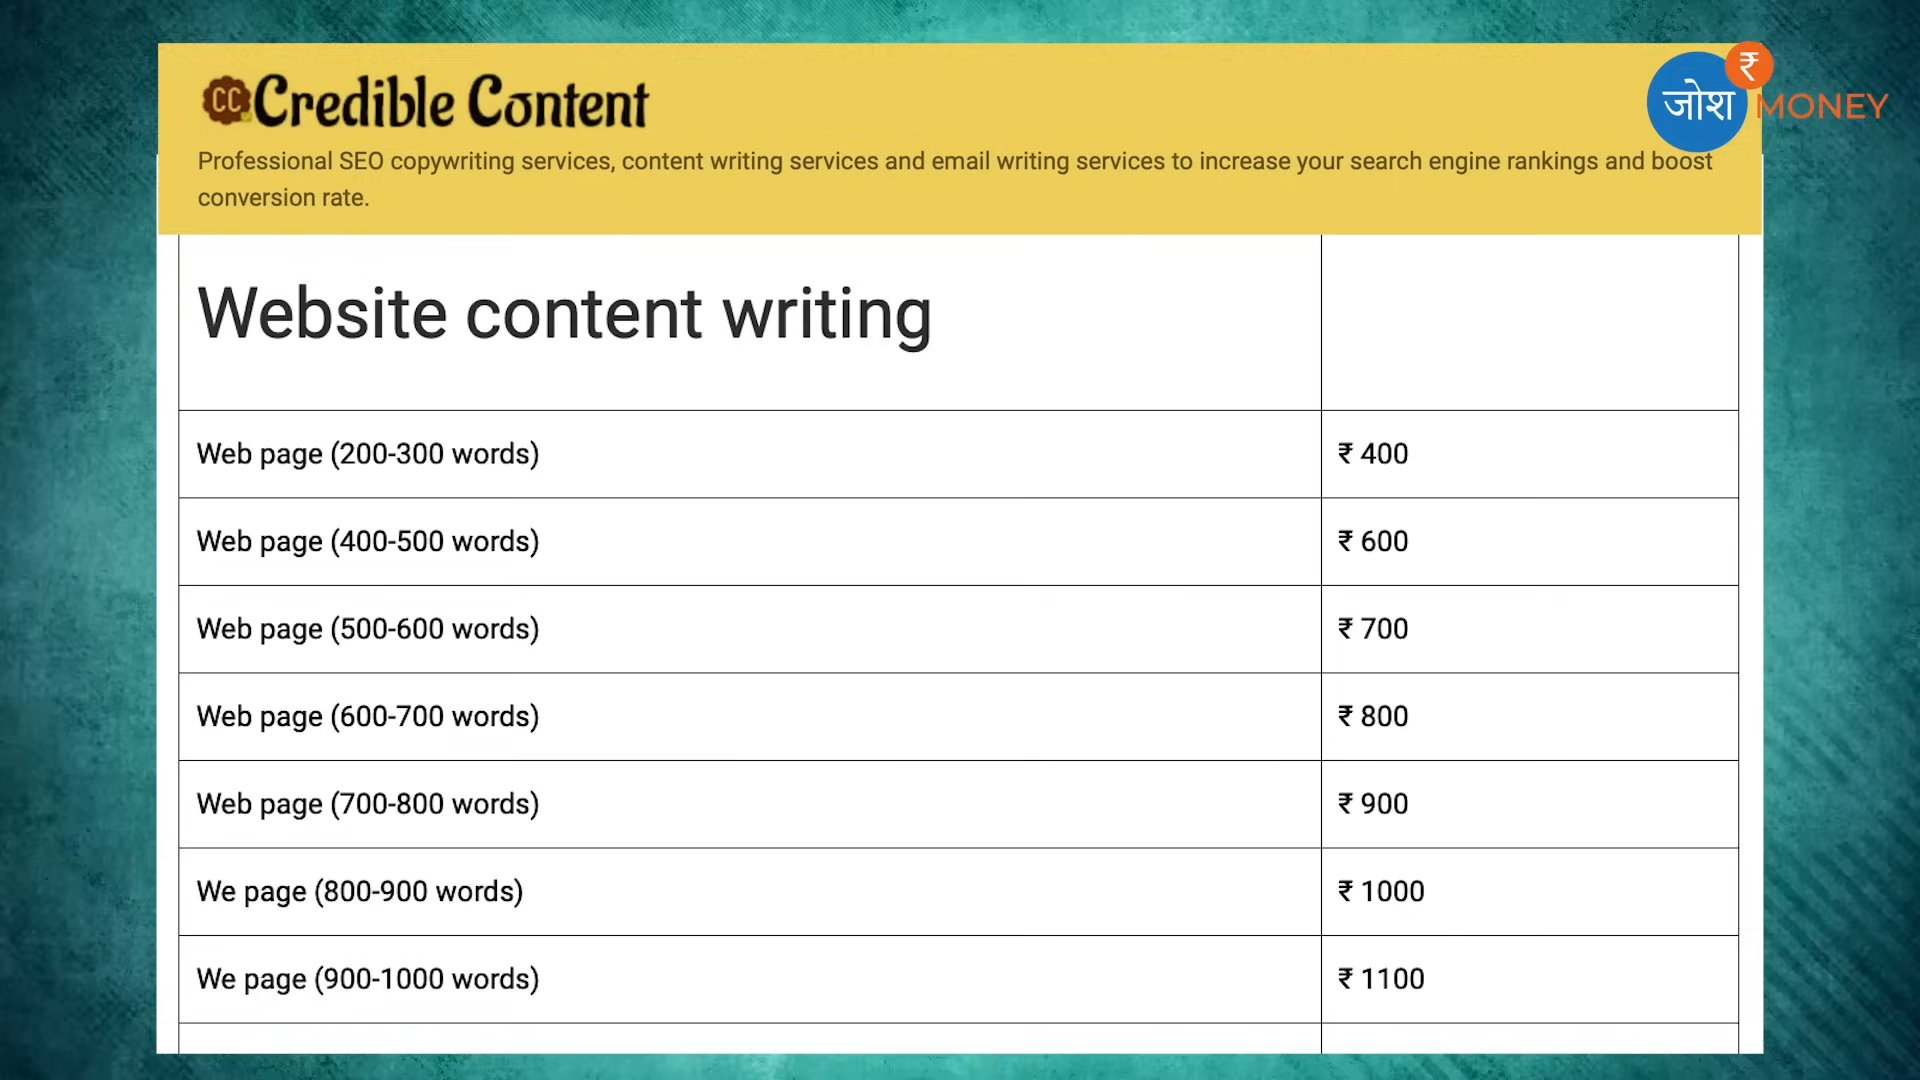 CC Credible Content
₹
जोश MONEY
Professional SEO copywriting services, content writing services and email writing services to increase your search engine rankings and boost
conversion rate.
Website content writing
Web page (200-300 words) ₹ 400
Web page (400-500 words) ₹ 600
Web page (500-600 words) ₹ 700
Web page (600-700 words) ₹ 800
Web page (700-800 words) ₹ 900
We page (800-900 words) ₹ 1000
We page (900-1000 words) ₹ 1100